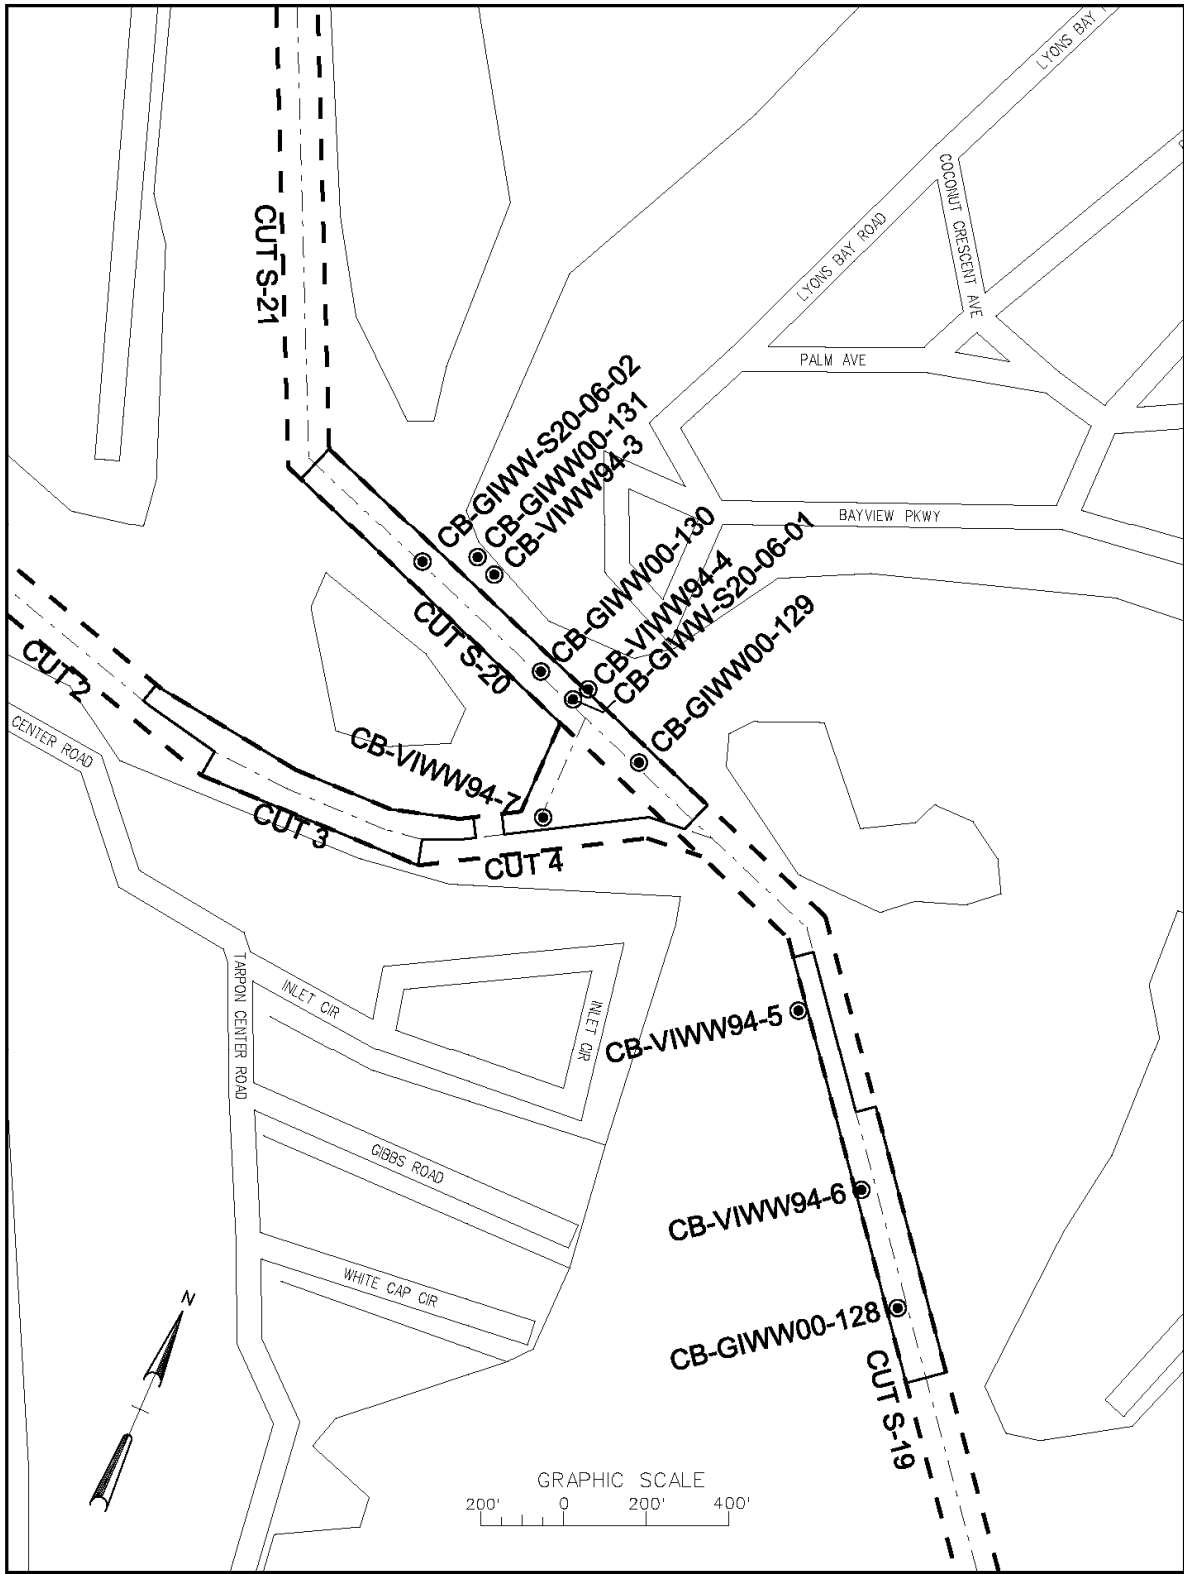 LYONS BAY R
COCONUT CRESCENT AVE
LYONS BAY ROAD
CUT S-21
PALM AVE
CB-GIWW-S20-06-02
CB-GIWW00-131
CB-VIWW94-3
BAYVIEW PKWY
CB-GIWW00-130
CB-VIWW94-4
CB-GIWW-S20-06-01
CB-GIWW00-129
CUT S-20
CUT 2
CENTER ROAD
CB-VIWW94-7
CUT 3
CUT 4
TARPON CENTER ROAD
INLET CIR
INLET CIR
CB-VIWW94-5
GIBBS ROAD
CB-VIWW94-6
WHITE CAP CIR
N
CB-GIWW00-128
CUT S-19
GRAPHIC SCALE
200' 0 200' 400'